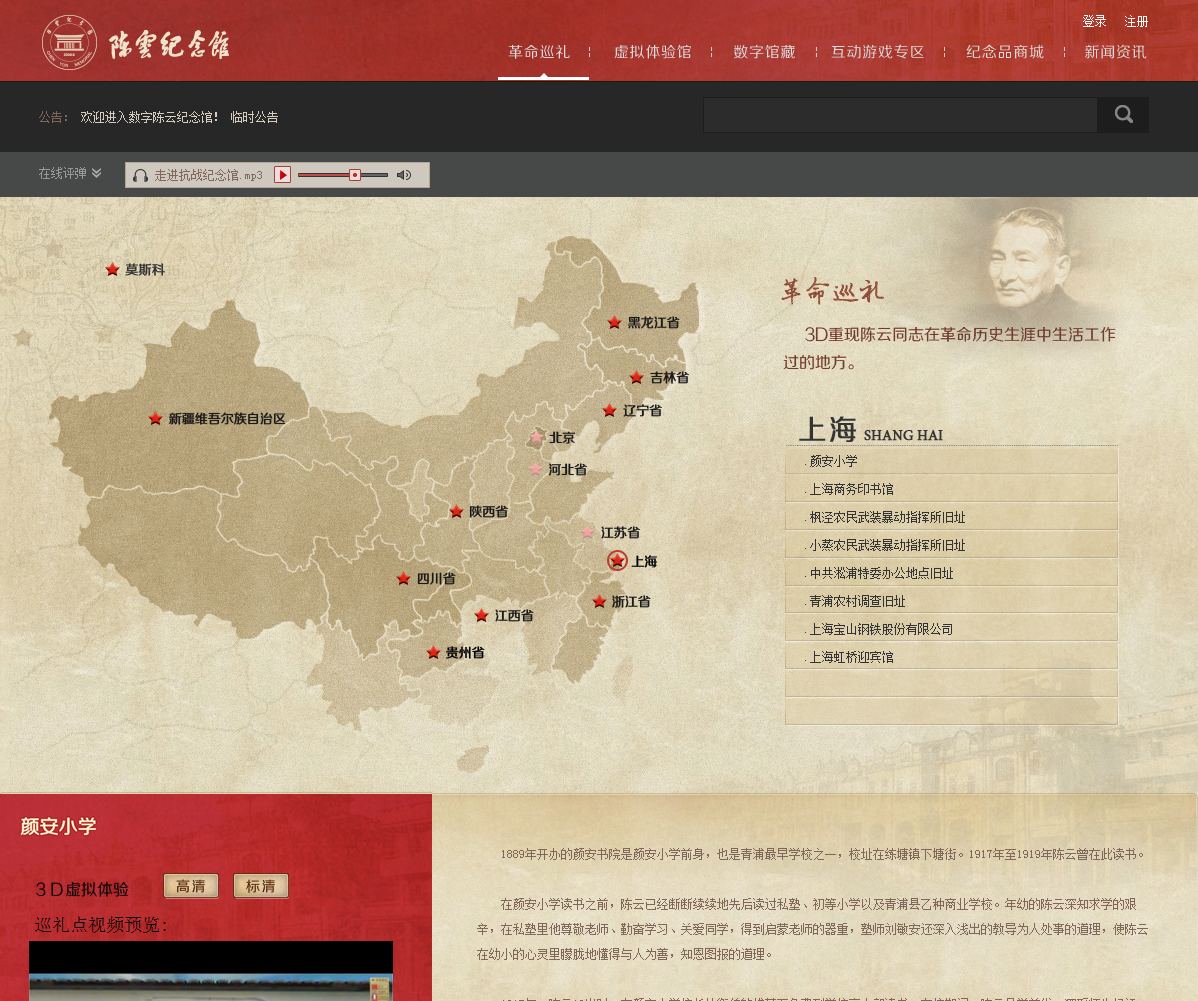 陈云纪念馆
登录 注册
革命巡礼 虚拟体验馆 数字馆藏 互动游戏专区 纪念品商城 新闻资讯
公告： 欢迎进入数字陈云纪念馆！ 临时公告
在线评弹 走进抗战纪念馆.mp3
莫斯科
黑龙江省
吉林省
辽宁省
新疆维吾尔族自治区
北京
河北省
陕西省
江苏省
上海
四川省
浙江省
江西省
贵州省
革命巡礼
3D重现陈云同志在革命历史生涯中生活工作
过的地方。
上海 SHANG HAI
. 颜安小学
. 上海商务印书馆
. 枫泾农民武装暴动指挥所旧址
. 小蒸农民武装暴动指挥所旧址
. 中共淞浦特委办公地点旧址
. 青浦农村调查旧址
. 上海宝山钢铁股份有限公司
. 上海虹桥迎宾馆
颜安小学
3D虚拟体验 高清 标清
巡礼点视频预览：
1889年开办的颜安书院是颜安小学前身，也是青浦最早学校之一，校址在练塘镇下塘街。1917年至1919年陈云曾在此读书。
在颜安小学读书之前，陈云已经断断续续地先后读过私塾、初等小学以及青浦县乙种商业学校。年幼的陈云深知求学的艰
辛，在私塾里他尊敬老师、勤奋学习、关爱同学，得到启蒙老师的器重，塾师刘敏安还深入浅出的教导为人处事的道理，使陈云
在幼小的心灵里朦胧地懂得与人为善，知恩图报的道理。